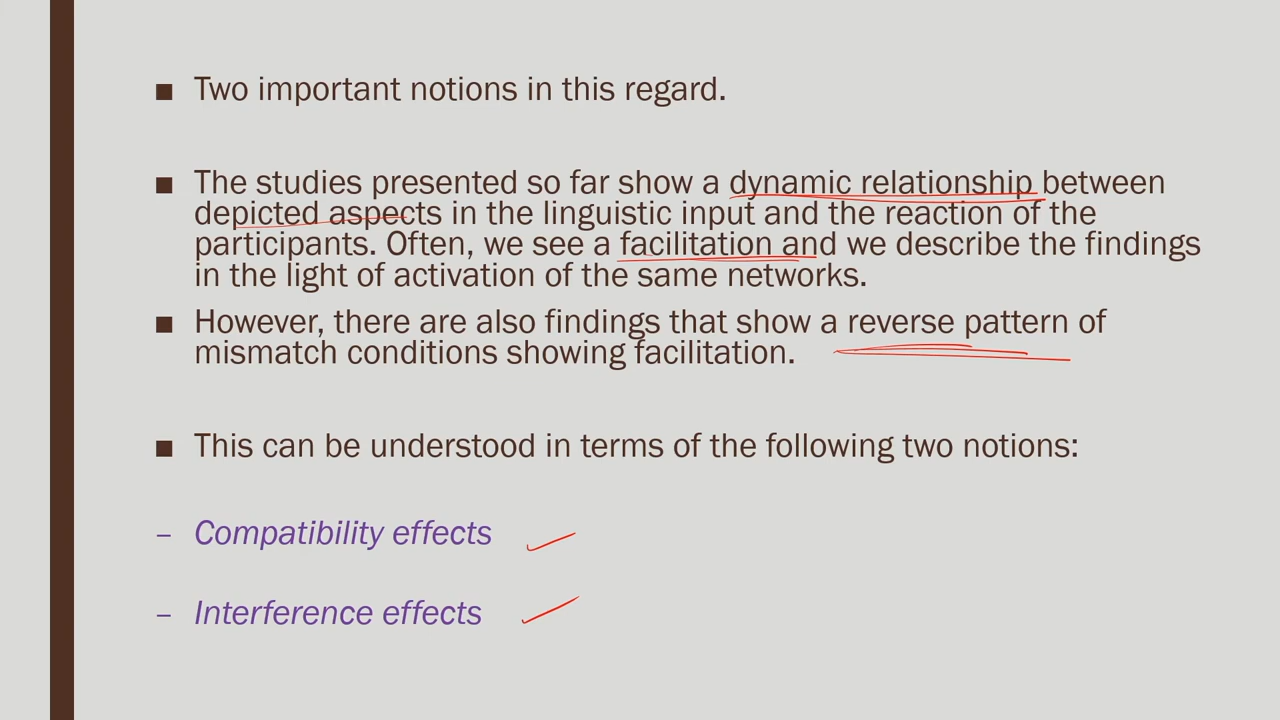 ■ Two important notions in this regard.
■ The studies presented so far show a dynamic relationship between
depicted aspects in the linguistic input and the reaction of the
participants. Often, we see a facilitation and we describe the findings
in the light of activation of the same networks.
■ However, there are also findings that show a reverse pattern of
mismatch conditions showing facilitation.
■ This can be understood in terms of the following two notions:
– Compatibility effects
– Interference effects